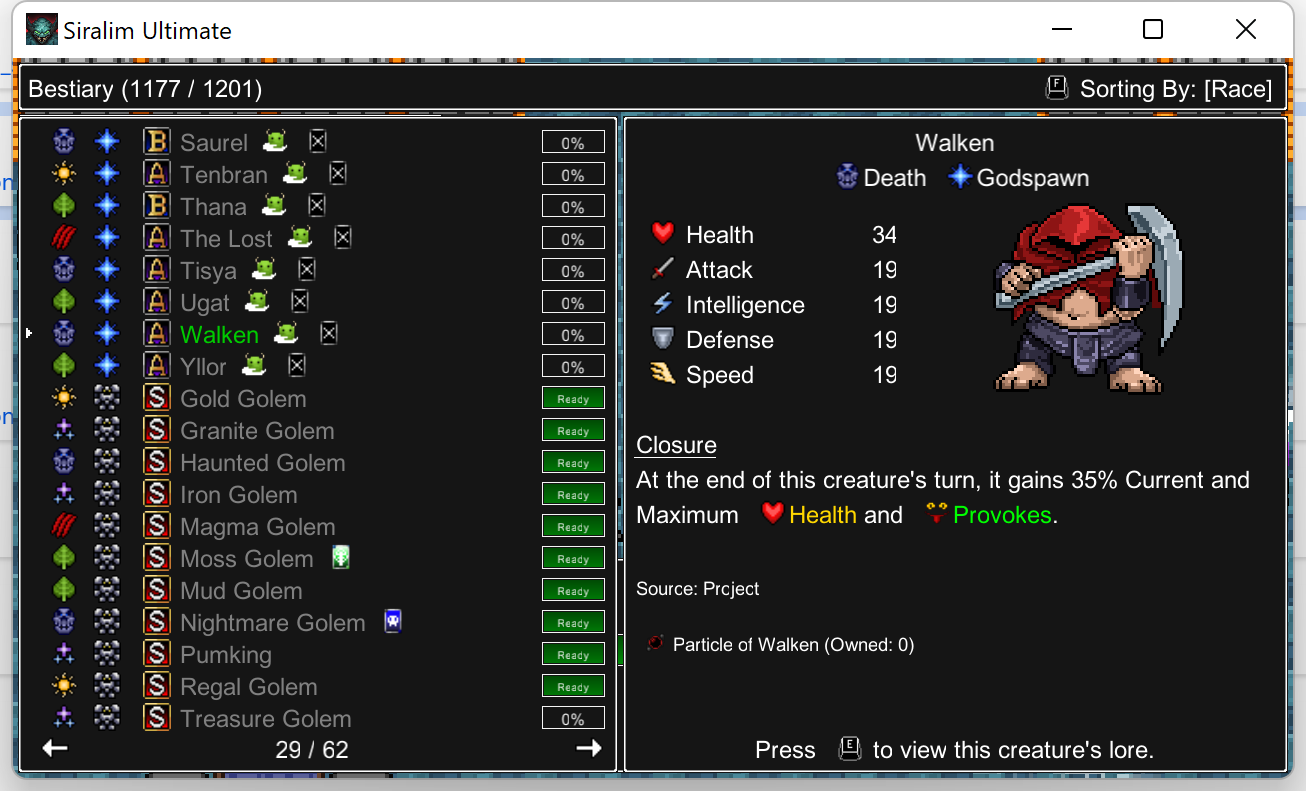 Siralim Ultimate
Bestiary (1177 / 1201)
F Sorting By: [Race]
B Saurel 0%
A Tenbran 0%
B Thana 0%
A The Lost 0%
A Tisya 0%
A Ugat 0%
A Walken 0%
A Yllor 0%
S Gold Golem Ready
S Granite Golem Ready
S Haunted Golem Ready
S Iron Golem Ready
S Magma Golem Ready
S Moss Golem Ready
S Mud Golem Ready
S Nightmare Golem Ready
S Pumking Ready
S Regal Golem Ready
S Treasure Golem 0%
29 / 62
Walken
Death Godspawn
Health 34
Attack 19
Intelligence 19
Defense 19
Speed 19
Closure
At the end of this creature's turn, it gains 35% Current and
Maximum Health and Provokes.
Source: Project
Particle of Walken (Owned: 0)
Press E to view this creature's lore.